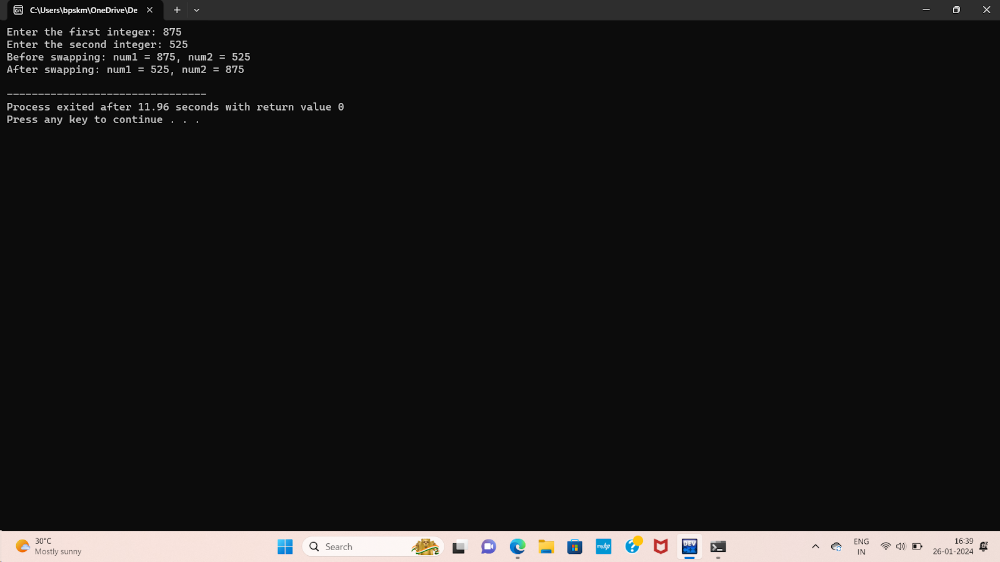 C:\Users\bpskm\OneDrive\De
Enter the first integer: 875
Enter the second integer: 525
Before swapping: num1 = 875, num2 = 525
After swapping: num1 = 525, num2 = 875
--------------------------------
Process exited after 11.96 seconds with return value 0
Press any key to continue . . .
30°C
Mostly sunny
Search
myhp
DEV
ENG
IN
16:39
26-01-2024